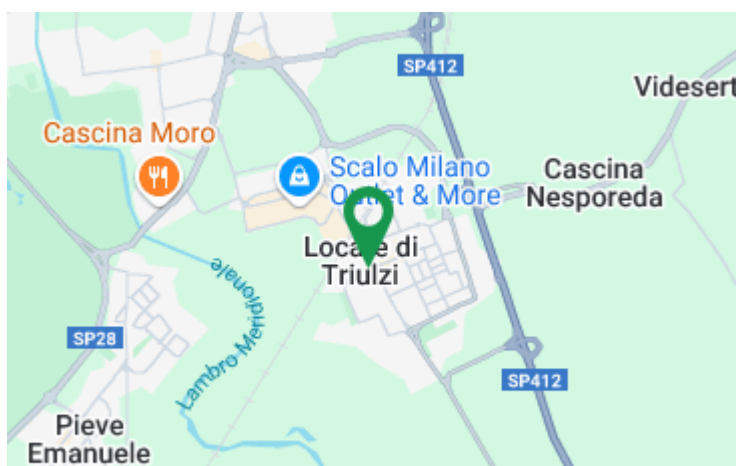 SP412
Videsert
Cascina Moro
Scalo Milano
Outlet & More
Cascina
Nesporeda
Locate di
Triulzi
Lambro Meridionale
SP28
SP412
Pieve
Emanuele